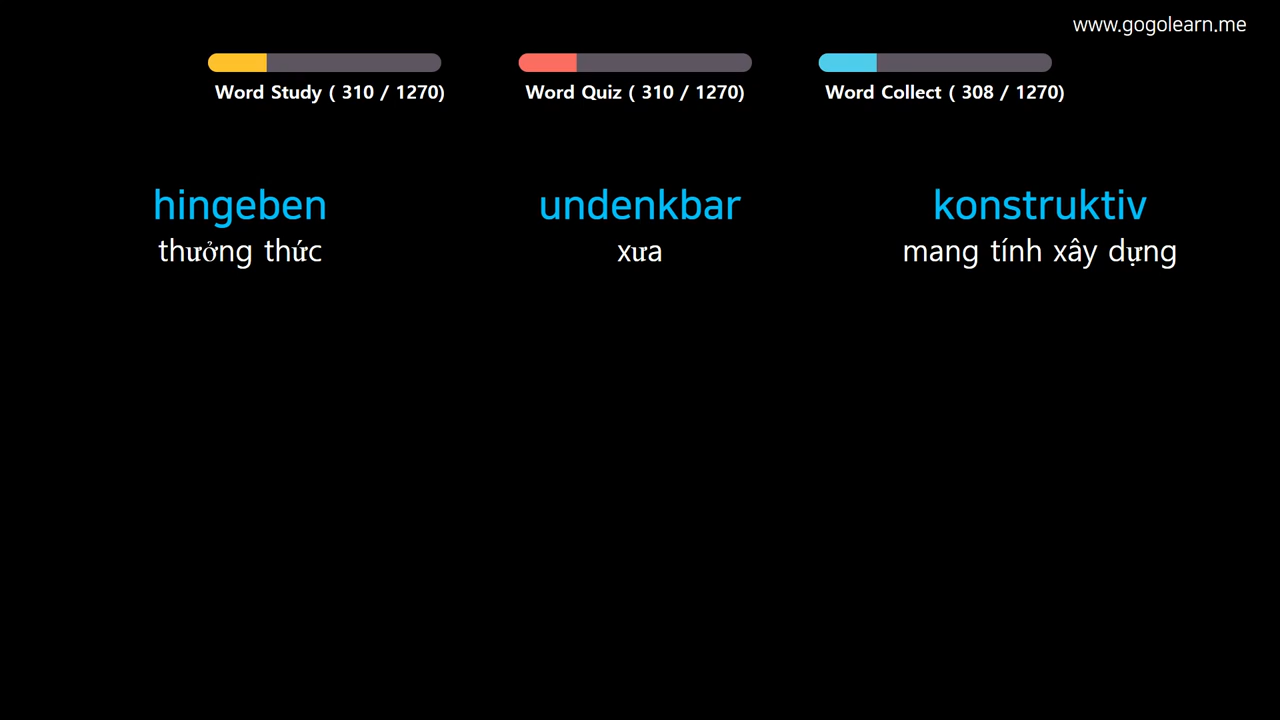 www.gogolearn.me
Word Study ( 310 / 1270)
Word Quiz ( 310 / 1270)
Word Collect ( 308 / 1270)
hingeben
thưởng thức
undenkbar
xưa
konstruktiv
mang tính xây dựng